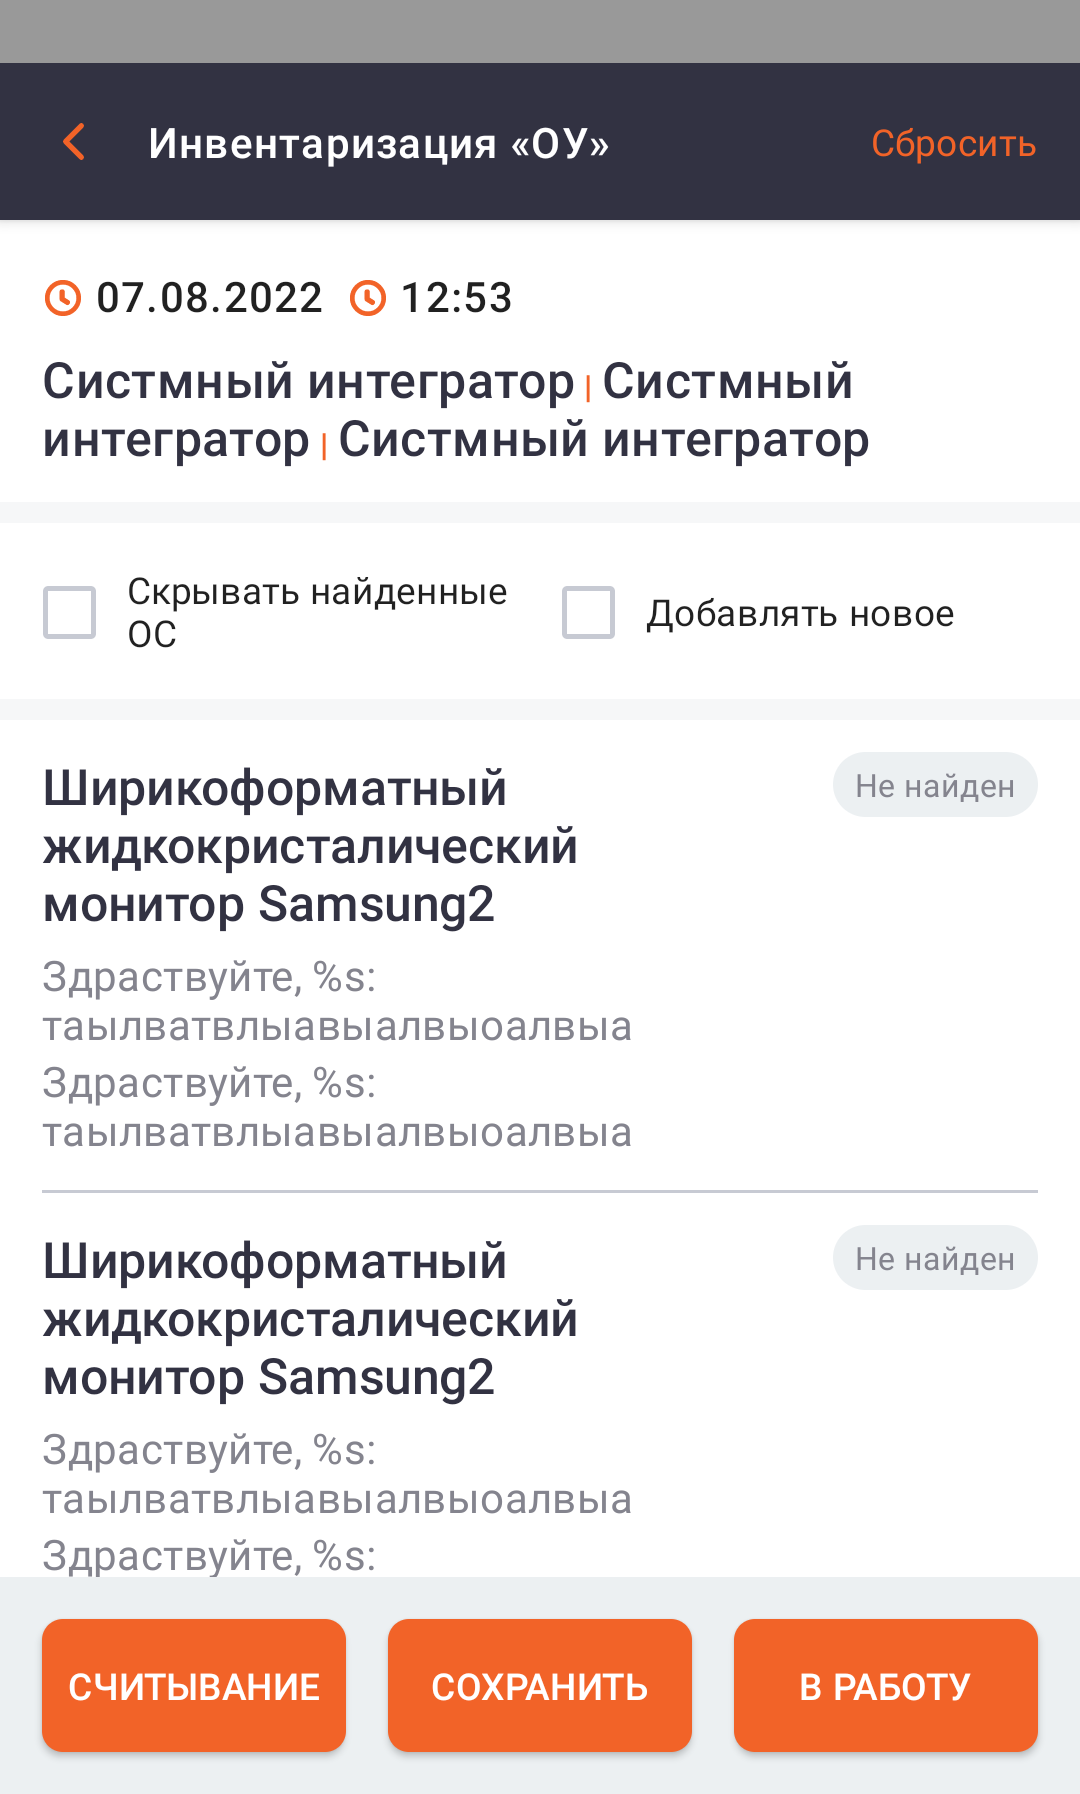 Инвентаризация «ОУ»
Сбросить
07.08.2022 12:53
Систмный интегратор | Систмный
интегратор | Систмный интегратор
Скрывать найденные
ОС
Добавлять новое
Ширикоформатный
жидкокристалический
монитор Samsung2
Не найден
Здраствуйте, %s:
таылватвлыавыалвыоалвыа
Здраствуйте, %s:
таылватвлыавыалвыоалвыа
Ширикоформатный
жидкокристалический
монитор Samsung2
Не найден
Здраствуйте, %s:
таылватвлыавыалвыоалвыа
Здраствуйте, %s:
СЧИТЫВАНИЕ
СОХРАНИТЬ
В РАБОТУ